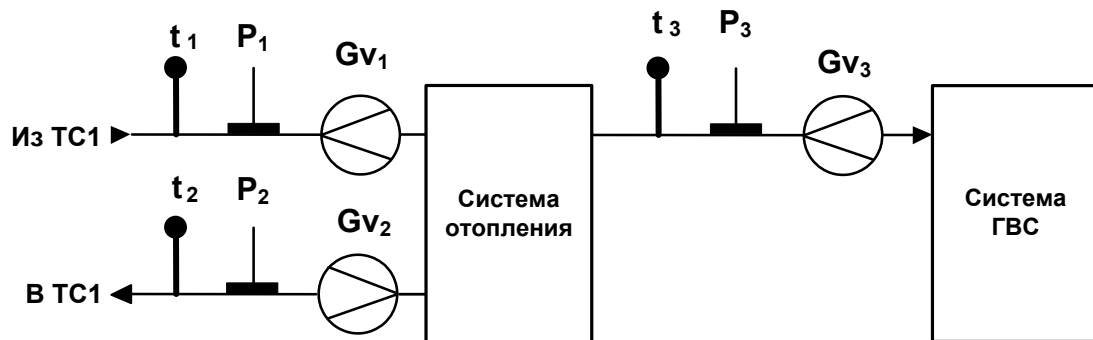 t 1 P1 Gv1 t 3 P3 Gv3
Из ТС1
t 2 P2 Gv2
Система
отопления
Система
ГВС
В ТС1